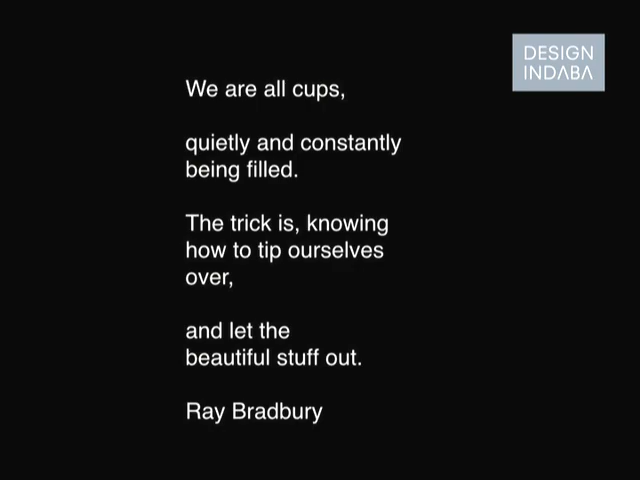 DESIGN
INDABA
We are all cups,
quietly and constantly
being filled.
The trick is, knowing
how to tip ourselves
over,
and let the
beautiful stuff out.
Ray Bradbury